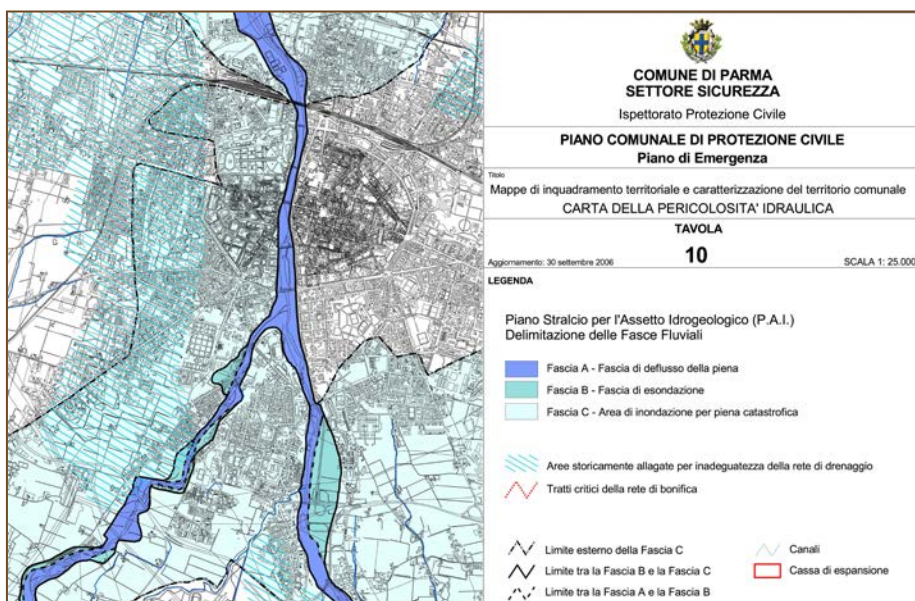 COMUNE DI PARMA
SETTORE SICUREZZA
Ispettorato Protezione Civile
PIANO COMUNALE DI PROTEZIONE CIVILE
Piano di Emergenza
Titolo
Mappe di inquadramento territoriale e caratterizzazione del territorio comunale
CARTA DELLA PERICOLOSITA' IDRAULICA
TAVOLA
10
Aggiornamento: 30 settembre 2006
SCALA 1: 25.000
LEGENDA
Piano Stralcio per l'Assetto Idrogeologico (P.A.I.)
Delimitazione delle Fasce Fluviali
Fascia A - Fascia di deflusso della piena
Fascia B - Fascia di esondazione
Fascia C - Area di inondazione per piena catastrofica
Aree storicamente allagate per inadeguatezza della rete di drenaggio
Tratti critici della rete di bonifica
Limite esterno della Fascia C
Limite tra la Fascia B e la Fascia C
Limite tra la Fascia A e la Fascia B
Canali
Cassa di espansione